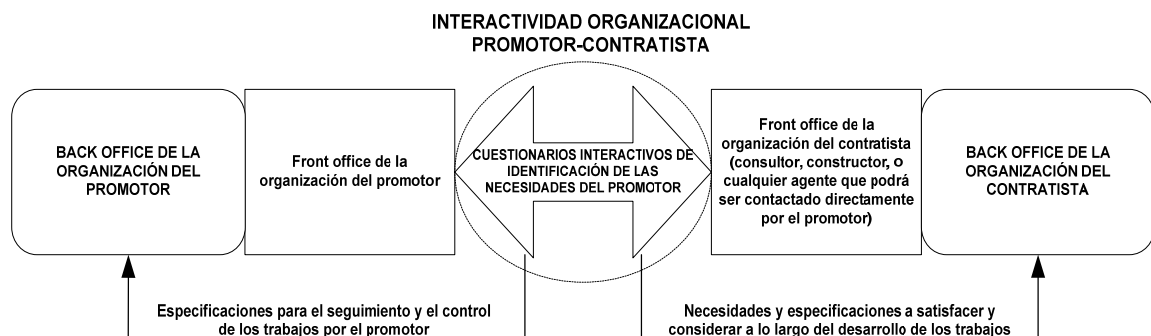 INTERACTIVIDAD ORGANIZACIONAL
PROMOTOR-CONTRATISTA
BACK OFFICE DE LA
ORGANIZACIÓN DEL
PROMOTOR
Front office de la
organización del promotor
CUESTIONARIOS INTERACTIVOS DE
IDENTIFICACIÓN DE LAS
NECESIDADES DEL PROMOTOR
Front office de la
organización del contratista
(consultor, constructor, o
cualquier agente que podrá
ser contactado directamente
por el promotor)
BACK OFFICE DE LA
ORGANIZACIÓN DEL
CONTRATISTA
Especificaciones para el seguimiento y el control
de los trabajos por el promotor
Necesidades y especificaciones a satisfacer y
considerar a lo largo del desarrollo de los trabajos